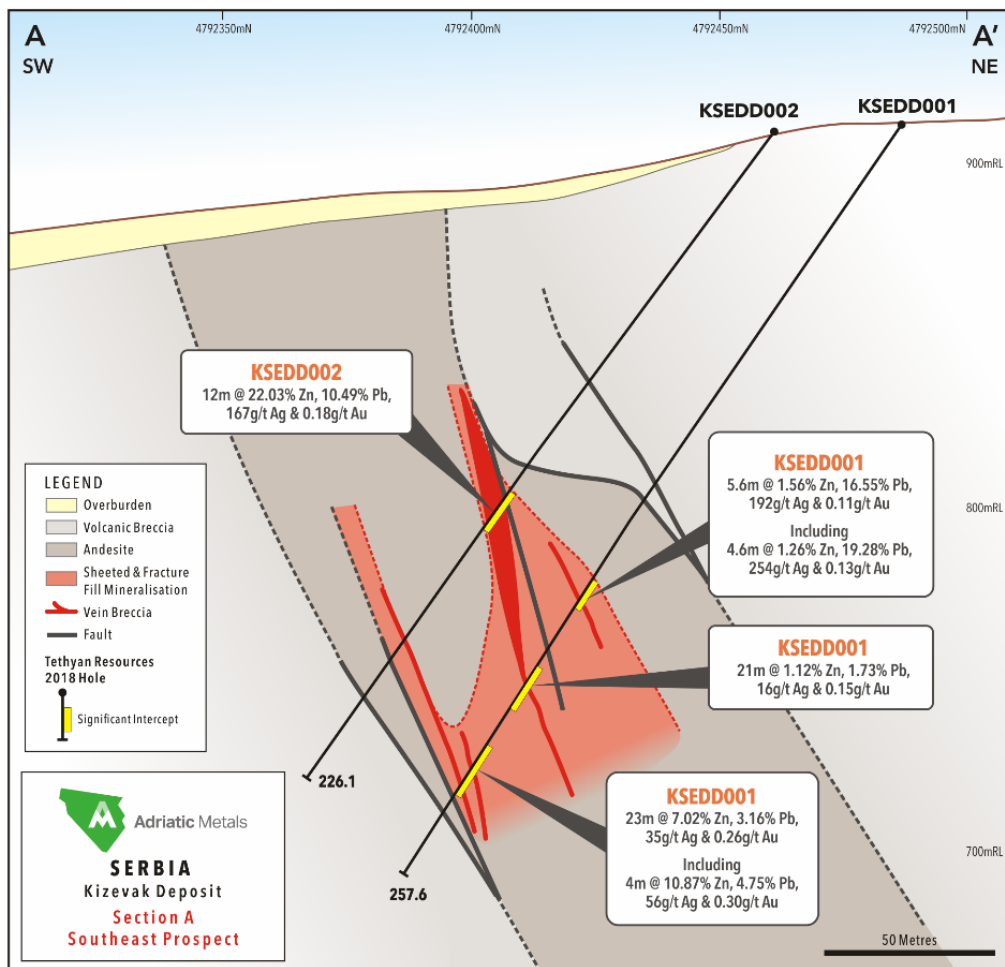 A
SW
4792350mN
4792400mN
4792450mN
4792500mN
A'
NE
KSEDD002
KSEDD001
900mRL
KSEDD002
12m @ 22.03% Zn, 10.49% Pb,
167g/t Ag & 0.18g/t Au
KSEDD001
5.6m @ 1.56% Zn, 16.55% Pb,
192g/t Ag & 0.11g/t Au
Including
4.6m @ 1.26% Zn, 19.28% Pb,
254g/t Ag & 0.13g/t Au
800mRL
LEGEND
Overburden
Volcanic Breccia
Andesite
Sheeted & Fracture
Fill Mineralisation
Vein Breccia
Fault
Tethyan Resources
2018 Hole
Significant Intercept
KSEDD001
21m @ 1.12% Zn, 1.73% Pb,
16g/t Ag & 0.15g/t Au
226.1
257.6
KSEDD001
23m @ 7.02% Zn, 3.16% Pb,
35g/t Ag & 0.26g/t Au
Including
4m @ 10.87% Zn, 4.75% Pb,
56g/t Ag & 0.30g/t Au
700mRL
Adriatic Metals
SERBIA
Kizevak Deposit
Section A
Southeast Prospect
50 Metres